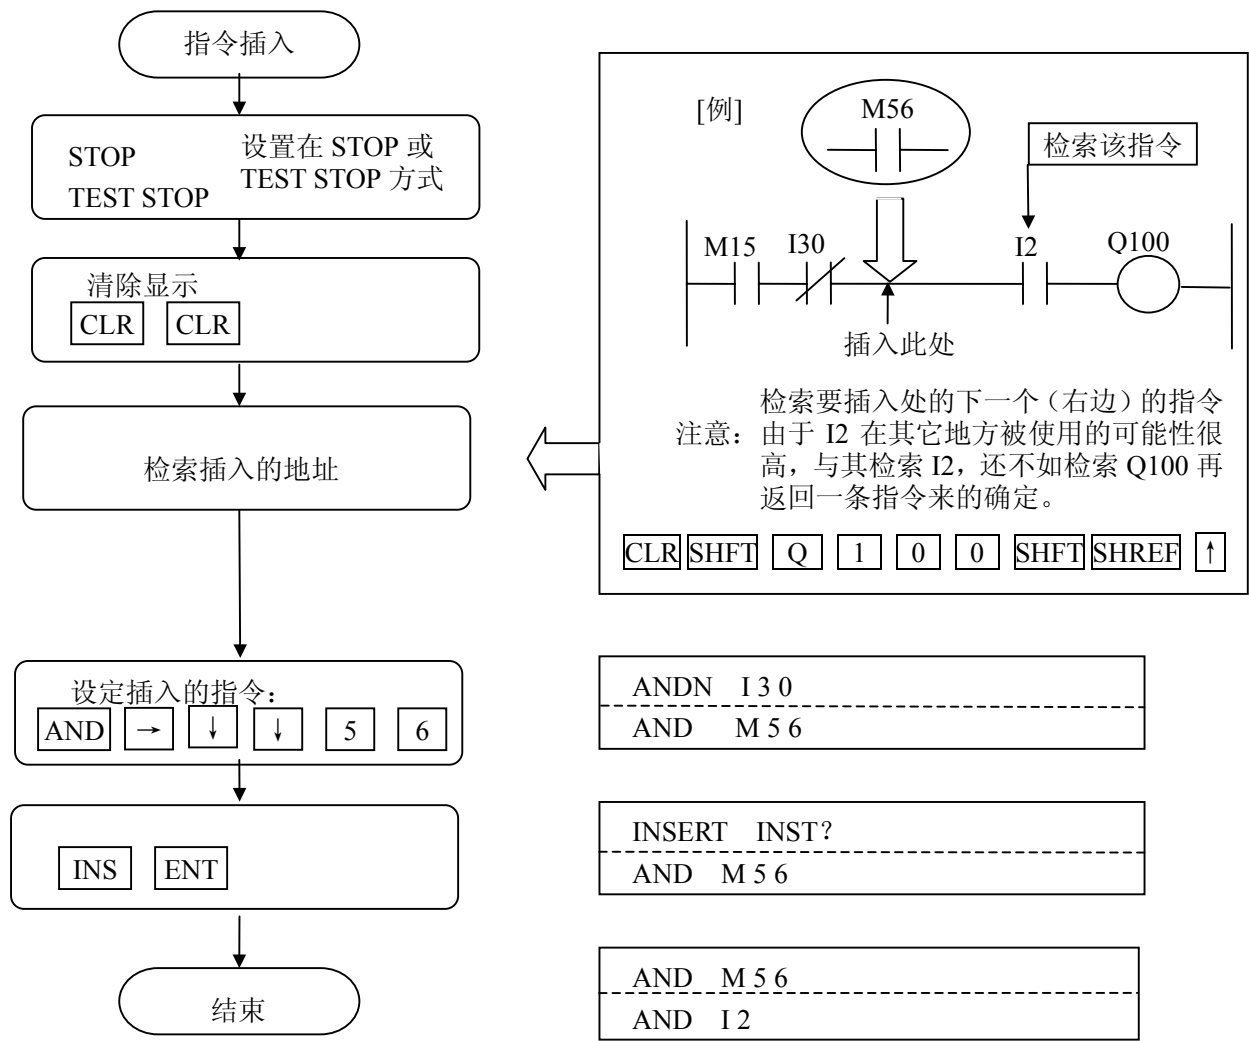 指令插入
STOP
TEST STOP
设置在 STOP 或
TEST STOP 方式
清除显示
CLR CLR
检索插入的地址
设定插入的指令：
AND → ↓ ↓ 5 6
INS ENT
结束
[例]
M56
检索该指令
M15 I30 I2 Q100
插入此处
检索要插入处的下一个（右边）的指令
注意：由于 I2 在其它地方被使用的可能性很
高，与其检索 I2，还不如检索 Q100 再
返回一条指令来的确定。
CLR SHFT Q 1 0 0 SHFT SHREF ↑
ANDN I 3 0
AND M 5 6
INSERT INST？
AND M 5 6
AND M 5 6
AND I 2